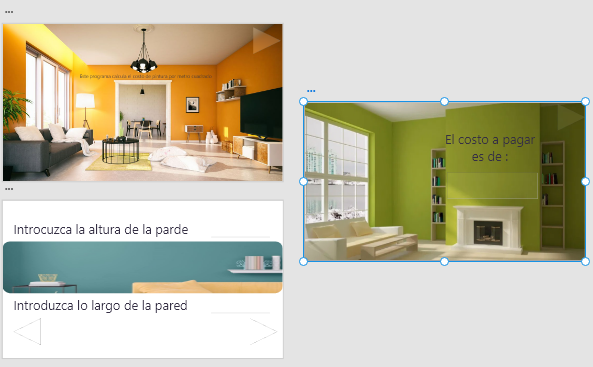 Este programa calcula el costo de pintura por metro cuadrado
Introcuzca la altura de la parde
Introduzca lo largo de la pared
El costo a pagar
es de :